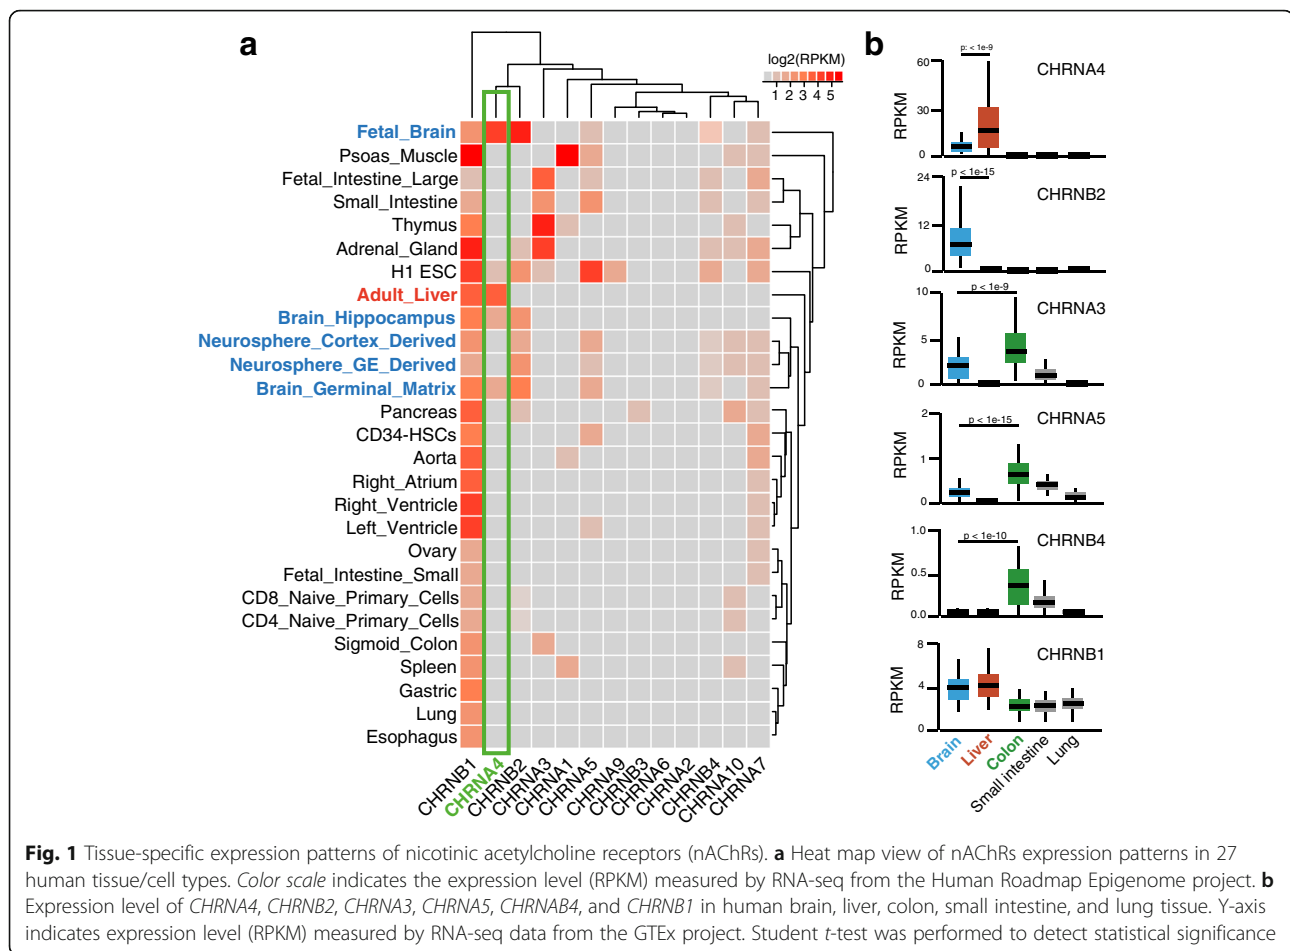 a
log2(RPKM)
1 2 3 4 5
Fetal_Brain
Psoas_Muscle
Fetal_Intestine_Large
Small_Intestine
Thymus
Adrenal_Gland
H1 ESC
Adult_Liver
Brain_Hippocampus
Neurosphere_Cortex_Derived
Neurosphere_GE_Derived
Brain_Germinal_Matrix
Pancreas
CD34-HSCs
Aorta
Right_Atrium
Right_Ventricle
Left_Ventricle
Ovary
Fetal_Intestine_Small
CD8_Naive_Primary_Cells
CD4_Naive_Primary_Cells
Sigmoid_Colon
Spleen
Gastric
Lung
Esophagus
CHRNB1
CHRNA4
CHRNB2
CHRNA3
CHRNA1
CHRNA5
CHRNA9
CHRNB3
CHRNA6
CHRNA2
CHRNB4
CHRNA10
CHRNA7
b
p: < 1e-9
CHRNA4
RPKM
60
30
0
p < 1e-15
CHRNB2
RPKM
24
12
0
p < 1e-9
CHRNA3
RPKM
10
5
0
p < 1e-15
CHRNA5
RPKM
2
1
0
p < 1e-10
CHRNB4
RPKM
1.0
0.5
0.0
CHRNB1
RPKM
8
4
0
Brain
Liver
Colon
Small intestine
Lung
Fig. 1 Tissue-specific expression patterns of nicotinic acetylcholine receptors (nAChRs). a Heat map view of nAChRs expression patterns in 27
human tissue/cell types. Color scale indicates the expression level (RPKM) measured by RNA-seq from the Human Roadmap Epigenome project. b
Expression level of CHRNA4, CHRNB2, CHRNA3, CHRNA5, CHRNAB4, and CHRNB1 in human brain, liver, colon, small intestine, and lung tissue. Y-axis
indicates expression level (RPKM) measured by RNA-seq data from the GTEx project. Student t-test was performed to detect statistical significance